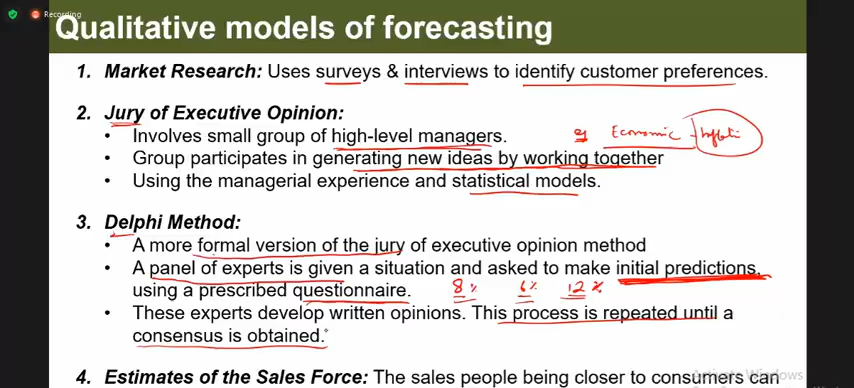 Recording
Qualitative models of forecasting
1. Market Research: Uses surveys & interviews to identify customer preferences.
2. Jury of Executive Opinion:
• Involves small group of high-level managers.
eg Economic - Inflati
• Group participates in generating new ideas by working together
• Using the managerial experience and statistical models.
3. Delphi Method:
• A more formal version of the jury of executive opinion method
• A panel of experts is given a situation and asked to make initial predictions,
using a prescribed questionnaire.
8% 6% 12%
• These experts develop written opinions. This process is repeated until a
consensus is obtained.
4. Estimates of the Sales Force: The sales people being closer to consumers can
Activate Windows